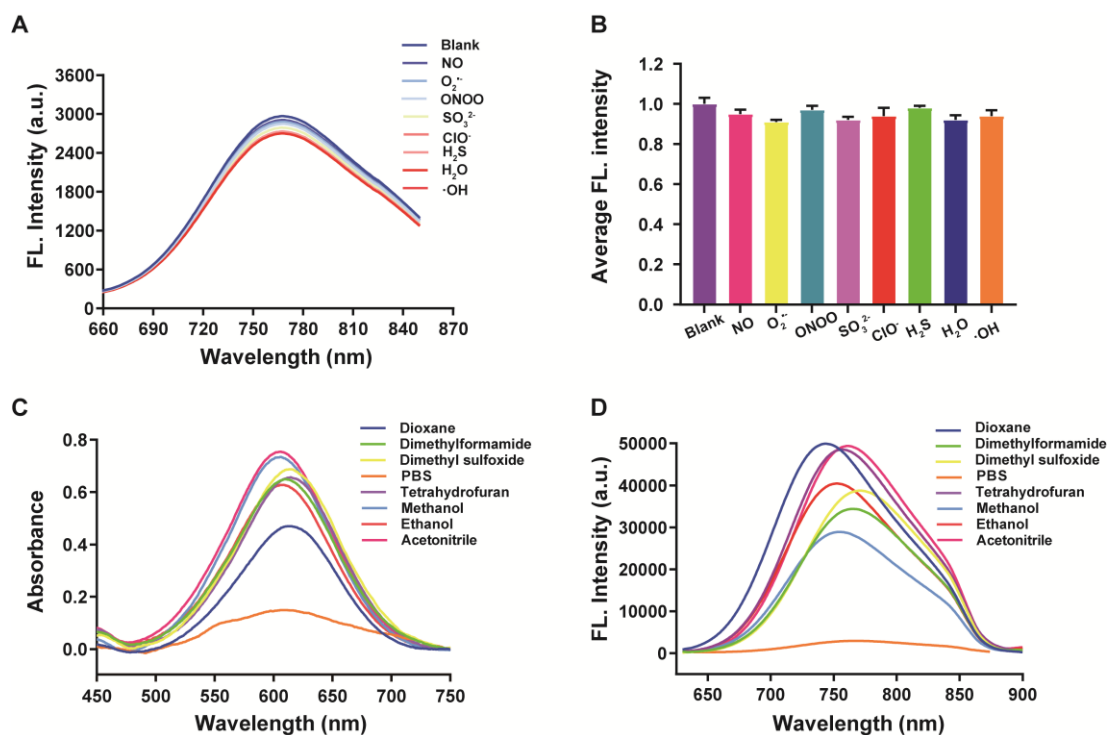 A
Blank
NO
O₂·⁻
ONOO
SO₃²⁻
ClO⁻
H₂S
H₂O
·OH
FL. Intensity (a.u.)
3600
3000
2400
1800
1200
600
0
660 690 720 750 780 810 840 870
Wavelength (nm)
B
Average FL. intensity
1.2
1.0
0.8
0.6
0.4
0.2
0.0
Blank NO O₂·⁻ ONOO SO₃²⁻ ClO⁻ H₂S H₂O ·OH
C
Dioxane
Dimethylformamide
Dimethyl sulfoxide
PBS
Tetrahydrofuran
Methanol
Ethanol
Acetonitrile
Absorbance
0.8
0.6
0.4
0.2
0.0
450 500 550 600 650 700 750
Wavelength (nm)
D
Dioxane
Dimethylformamide
Dimethyl sulfoxide
PBS
Tetrahydrofuran
Methanol
Ethanol
Acetonitrile
FL. Intensity (a.u.)
50000
40000
30000
20000
10000
0
650 700 750 800 850 900
Wavelength (nm)